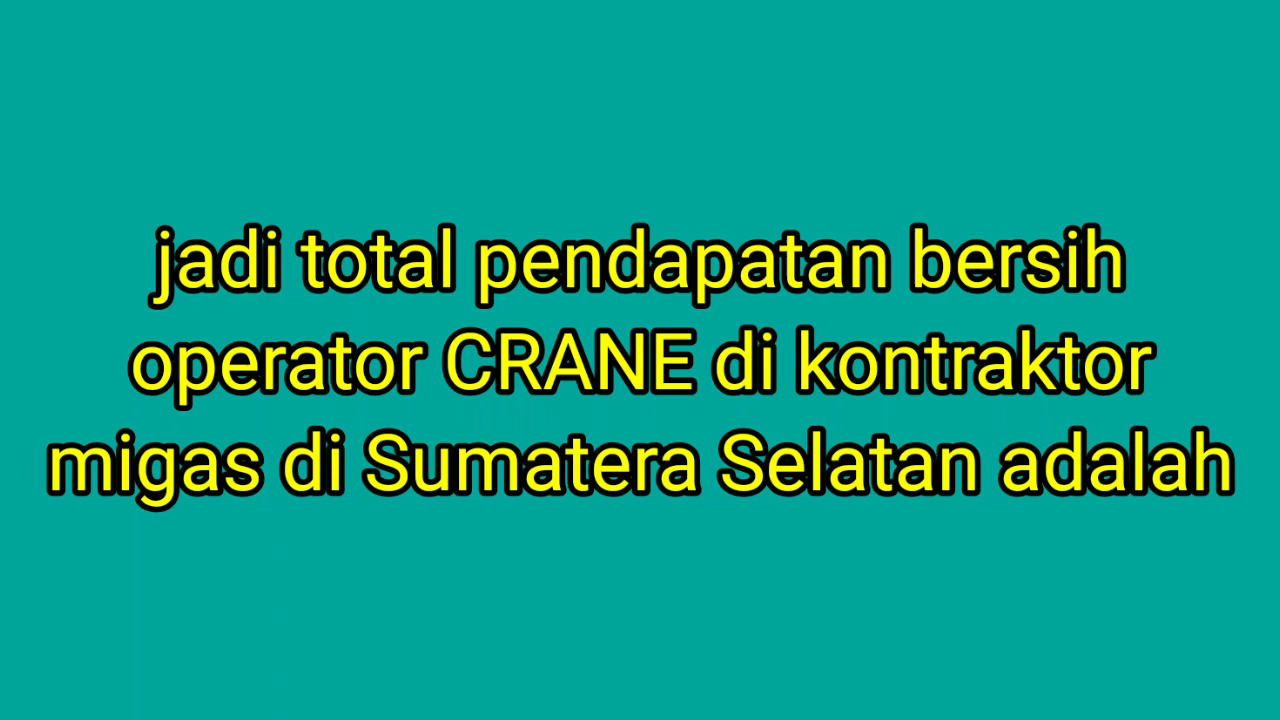 jadi total pendapatan bersih
operator CRANE di kontraktor
migas di Sumatera Selatan adalah